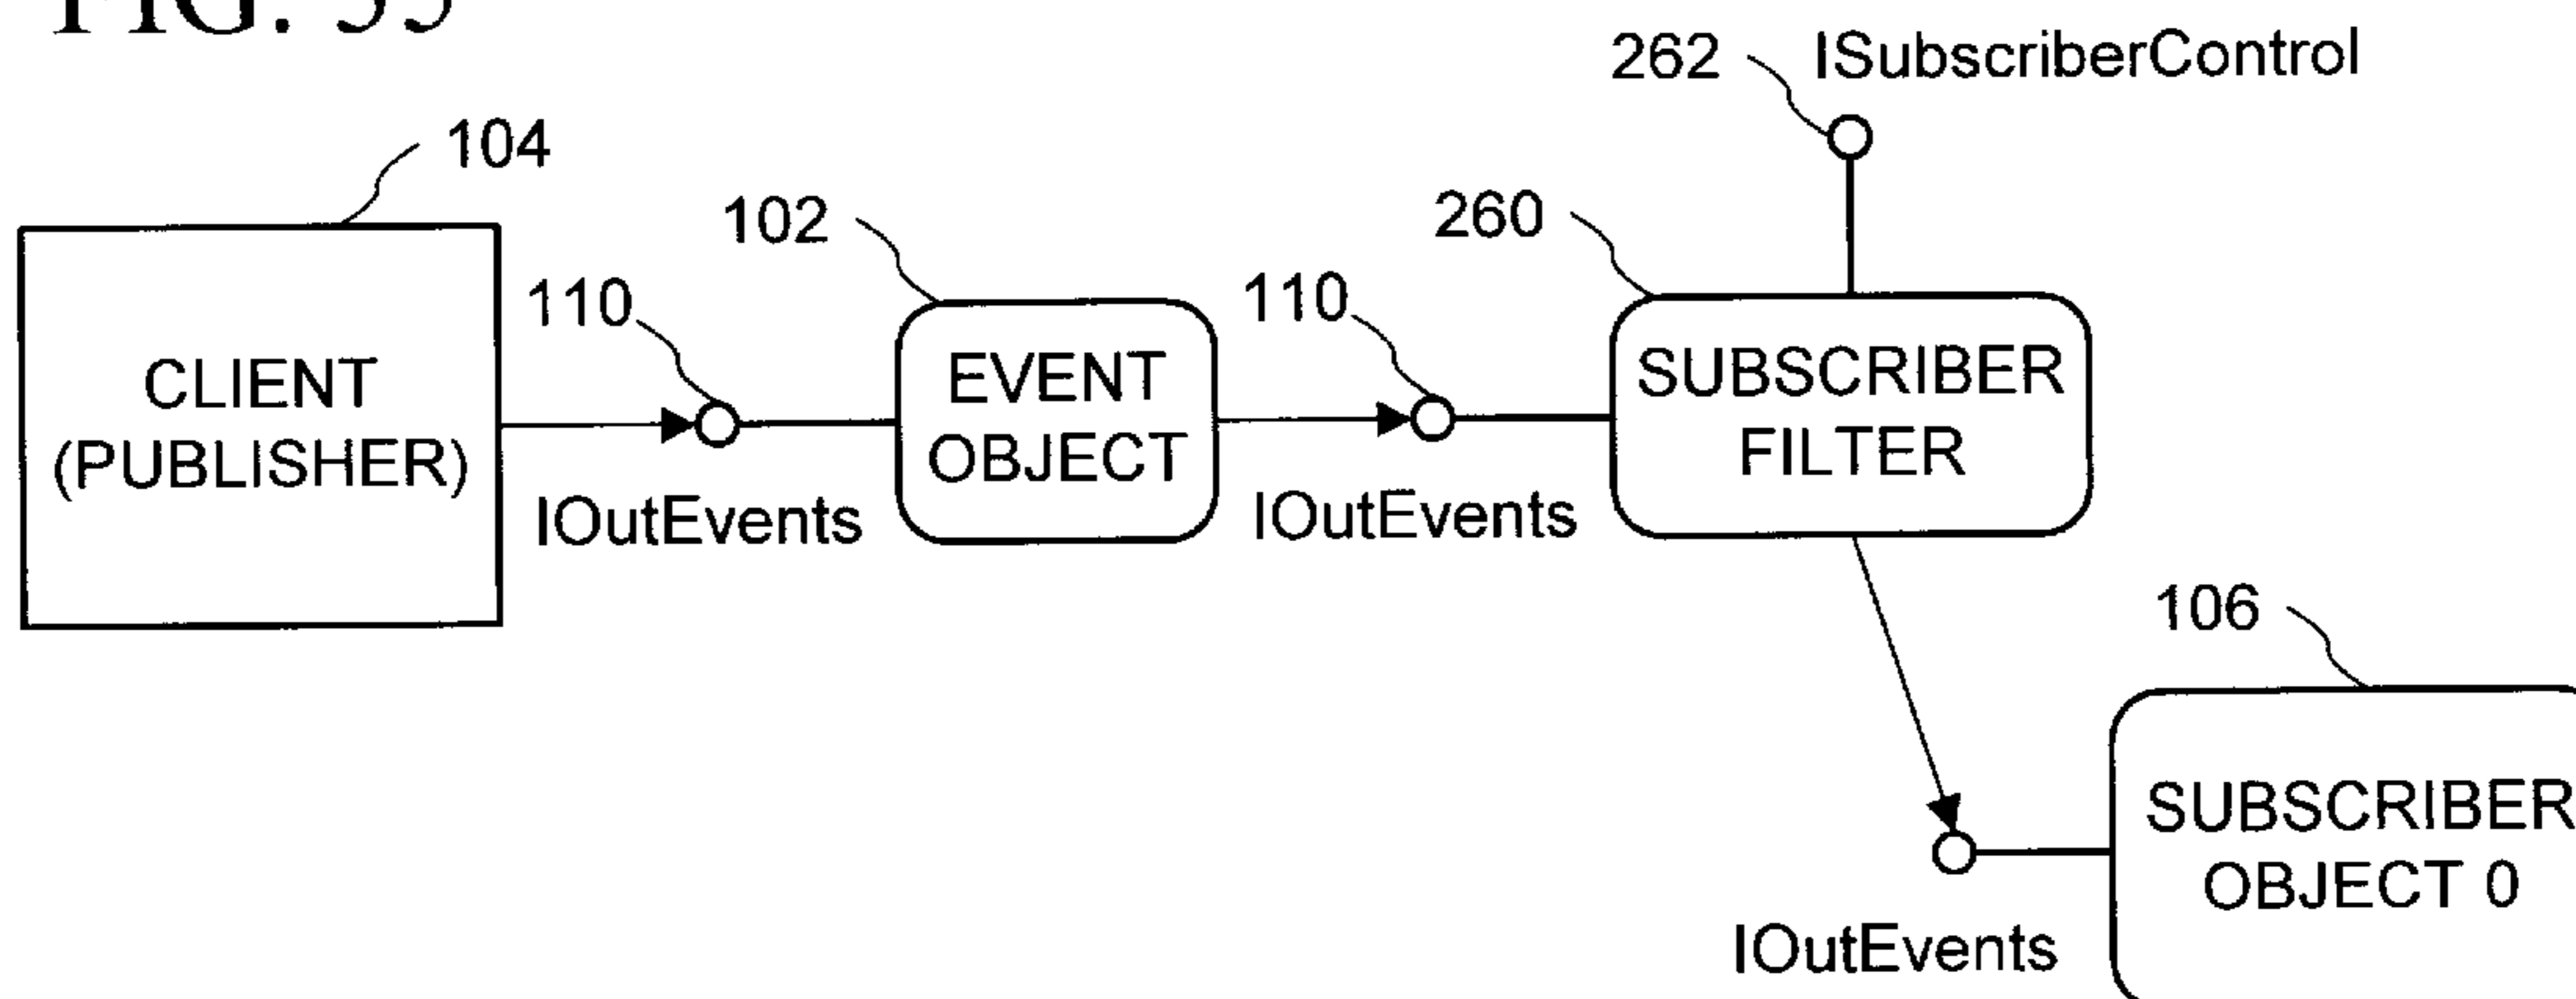 262 ISubscriberControl
104
102
260
110
110
CLIENT
(PUBLISHER)
EVENT
OBJECT
SUBSCRIBER
FILTER
IOutEvents
IOutEvents
106
SUBSCRIBER
OBJECT 0
IOutEvents